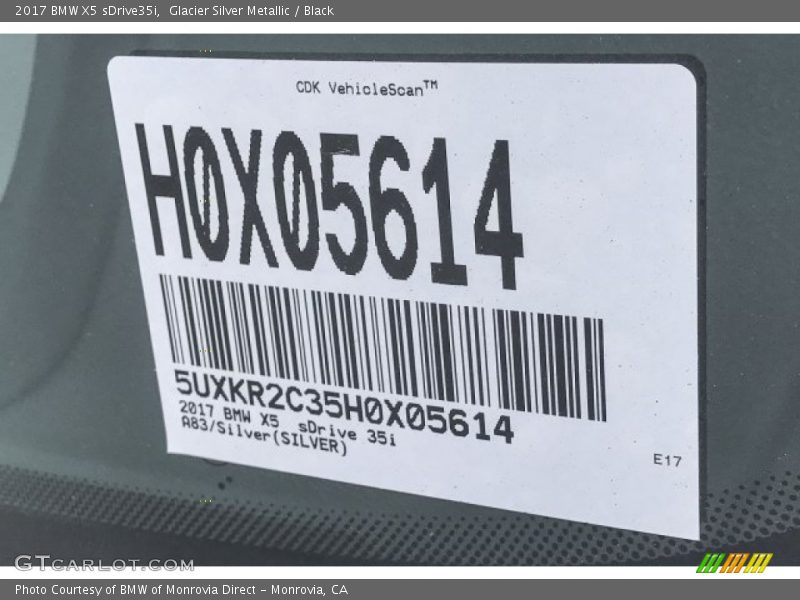 2017 BMW X5 sDrive35i,  Glacier Silver Metallic / Black
CDK VehicleScan™
H0X05614
5UXKR2C35H0X05614
2017 BMW X5  sDrive 35i
A83/Silver(SILVER)
E17
GTCARLOT.COM
Photo Courtesy of BMW of Monrovia Direct - Monrovia, CA